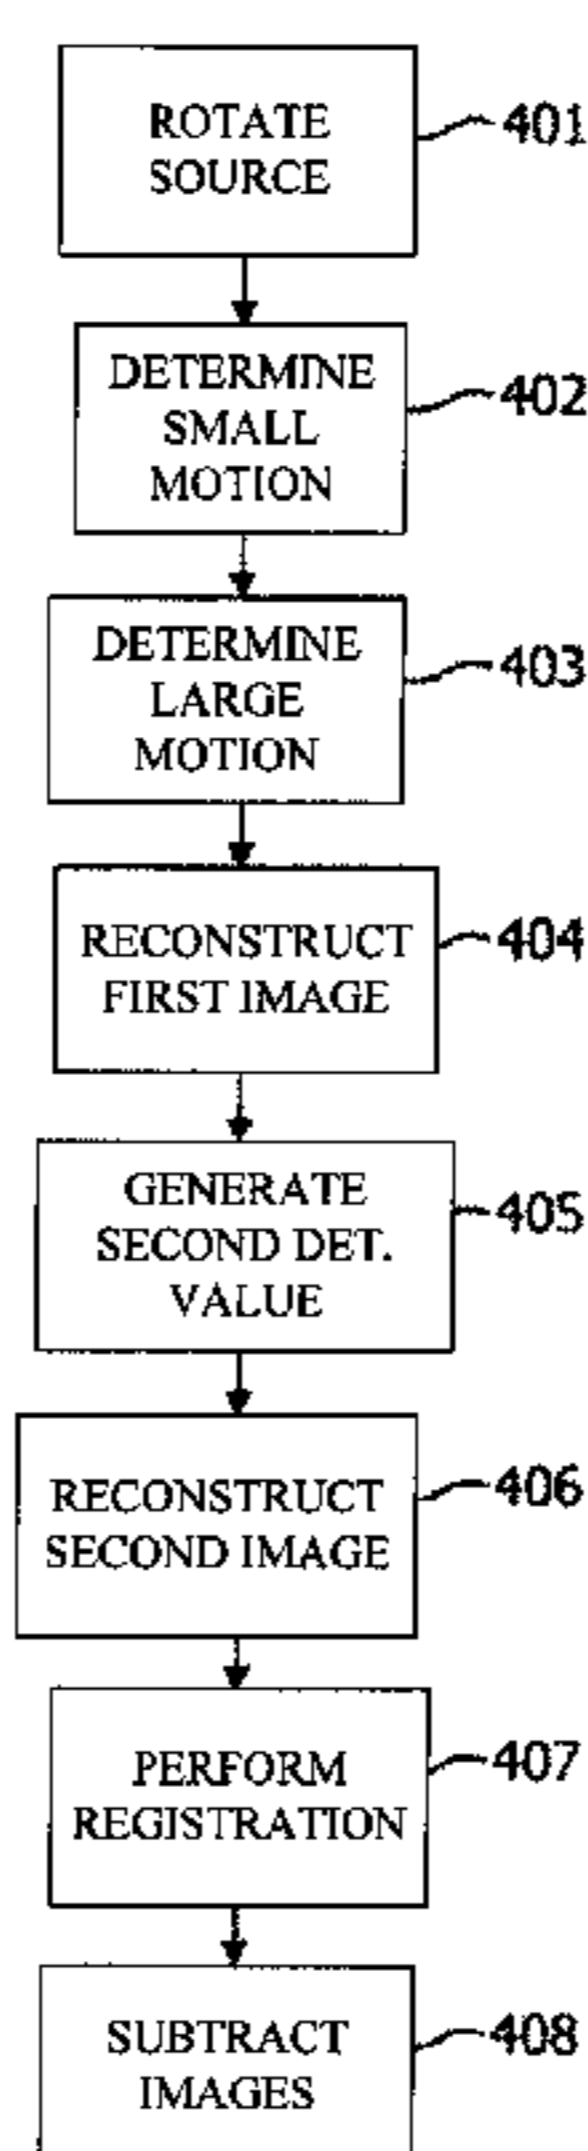 ROTATE
SOURCE
401
DETERMINE
SMALL
MOTION
402
DETERMINE
LARGE
MOTION
403
RECONSTRUCT
FIRST IMAGE
404
GENERATE
SECOND DET.
VALUE
405
RECONSTRUCT
SECOND IMAGE
406
PERFORM
REGISTRATION
407
SUBTRACT
IMAGES
408